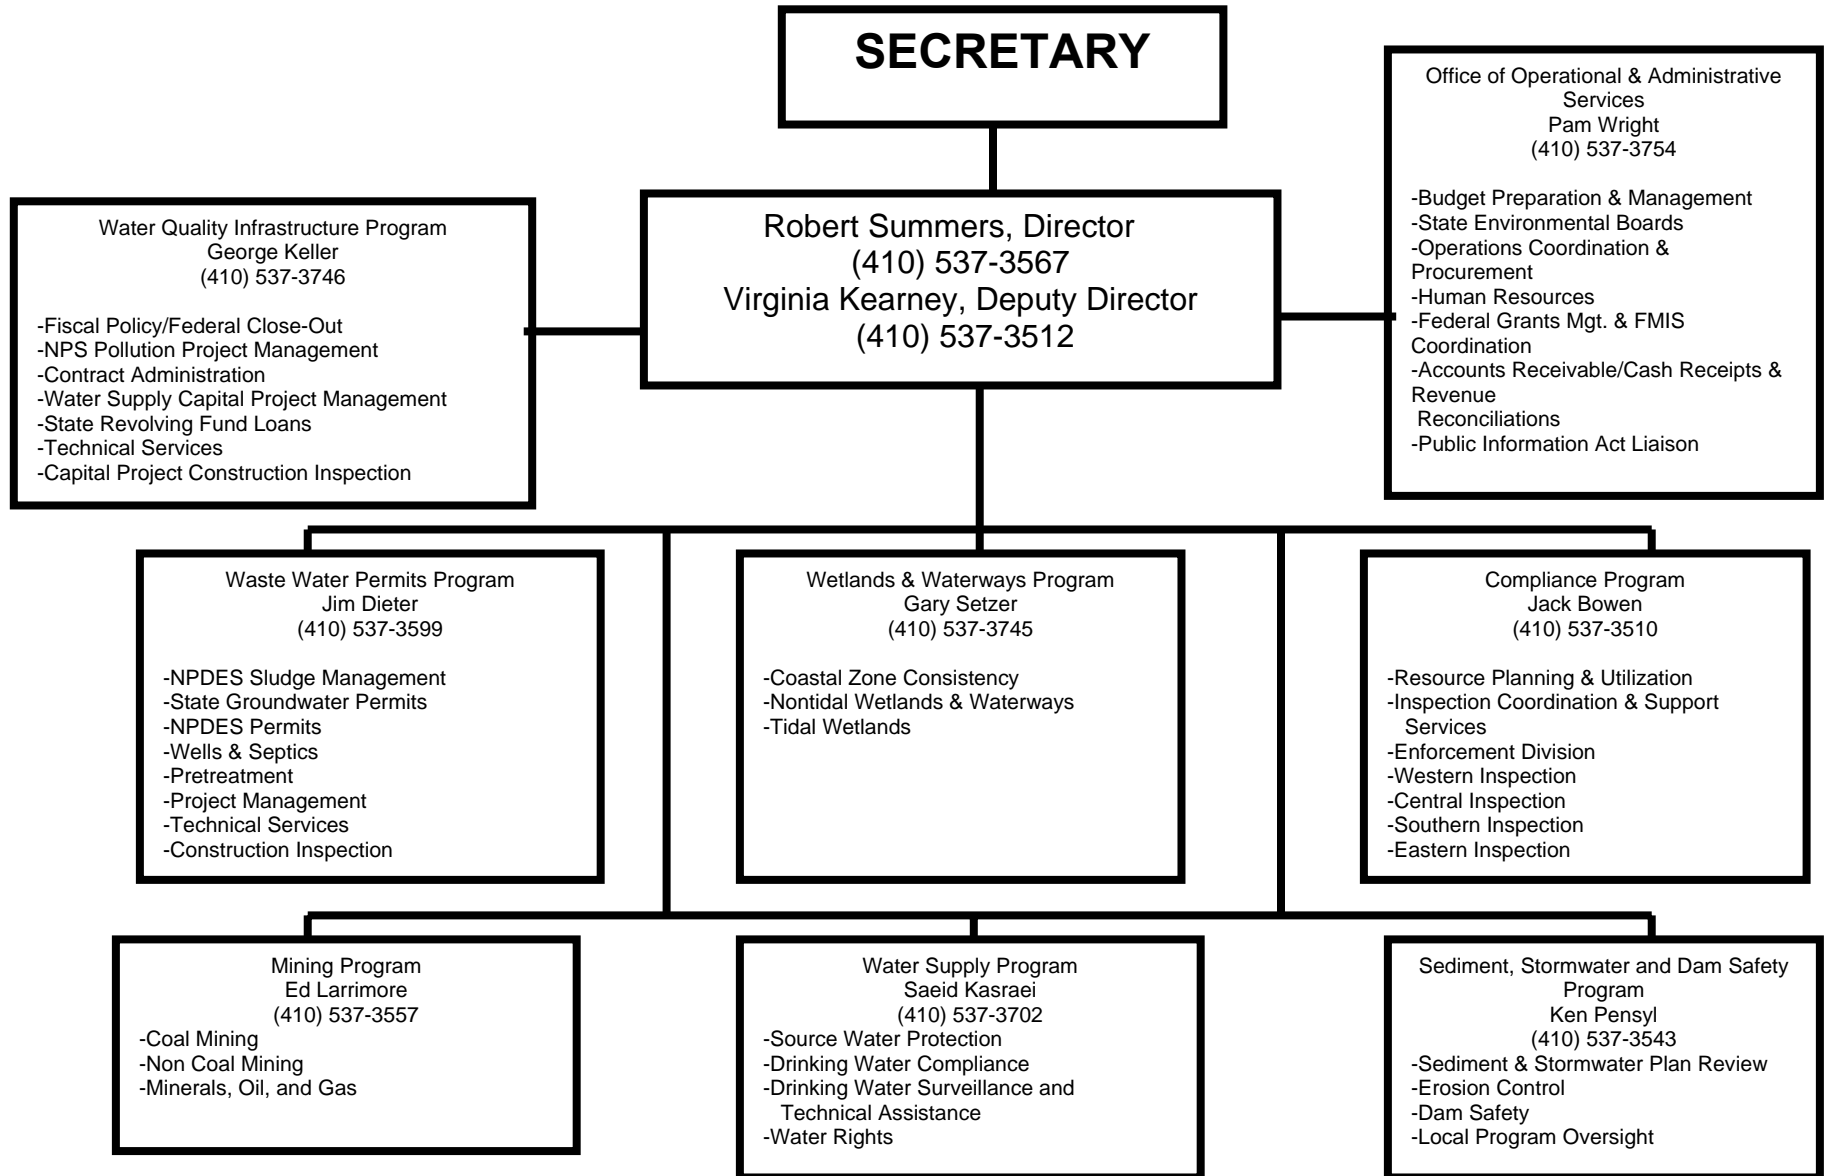 SECRETARY
Office of Operational & Administrative
Services
Pam Wright
(410) 537-3754
-Budget Preparation & Management
-State Environmental Boards
-Operations Coordination &
Procurement
-Human Resources
-Federal Grants Mgt. & FMIS
Coordination
-Accounts Receivable/Cash Receipts &
Revenue
Reconciliations
-Public Information Act Liaison
Robert Summers, Director
(410) 537-3567
Virginia Kearney, Deputy Director
(410) 537-3512
Water Quality Infrastructure Program
George Keller
(410) 537-3746
-Fiscal Policy/Federal Close-Out
-NPS Pollution Project Management
-Contract Administration
-Water Supply Capital Project Management
-State Revolving Fund Loans
-Technical Services
-Capital Project Construction Inspection
Waste Water Permits Program
Jim Dieter
(410) 537-3599
-NPDES Sludge Management
-State Groundwater Permits
-NPDES Permits
-Wells & Septics
-Pretreatment
-Project Management
-Technical Services
-Construction Inspection
Wetlands & Waterways Program
Gary Setzer
(410) 537-3745
-Coastal Zone Consistency
-Nontidal Wetlands & Waterways
-Tidal Wetlands
Compliance Program
Jack Bowen
(410) 537-3510
-Resource Planning & Utilization
-Inspection Coordination & Support
Services
-Enforcement Division
-Western Inspection
-Central Inspection
-Southern Inspection
-Eastern Inspection
Mining Program
Ed Larrimore
(410) 537-3557
-Coal Mining
-Non Coal Mining
-Minerals, Oil, and Gas
Water Supply Program
Saeid Kasraei
(410) 537-3702
-Source Water Protection
-Drinking Water Compliance
-Drinking Water Surveillance and
Technical Assistance
-Water Rights
Sediment, Stormwater and Dam Safety
Program
Ken Pensyl
(410) 537-3543
-Sediment & Stormwater Plan Review
-Erosion Control
-Dam Safety
-Local Program Oversight